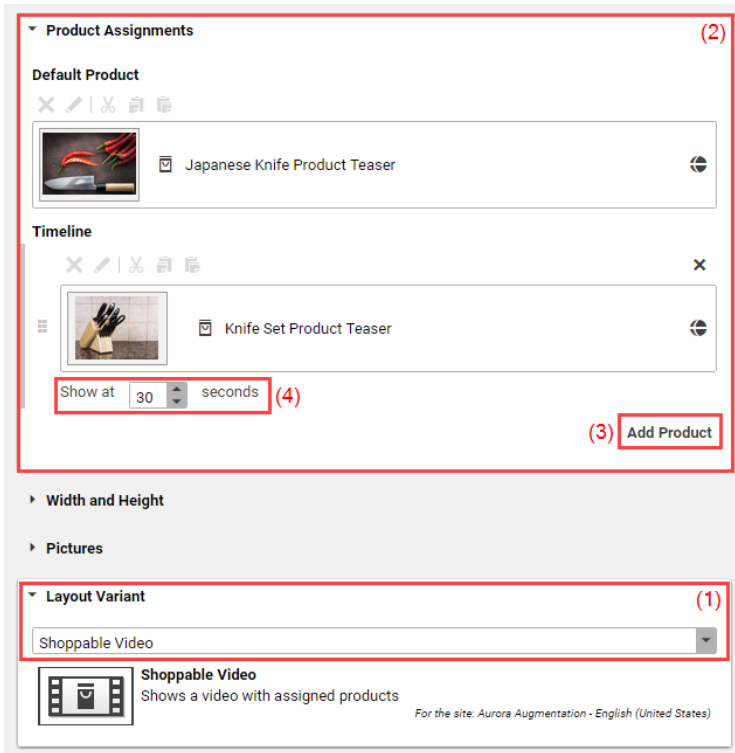 Product Assignments
(2)
Default Product
Japanese Knife Product Teaser
Timeline
Knife Set Product Teaser
Show at 30 seconds (4)
(3) Add Product
Width and Height
Pictures
Layout Variant
(1)
Shoppable Video
Shoppable Video
Shows a video with assigned products
For the site: Aurora Augmentation - English (United States)